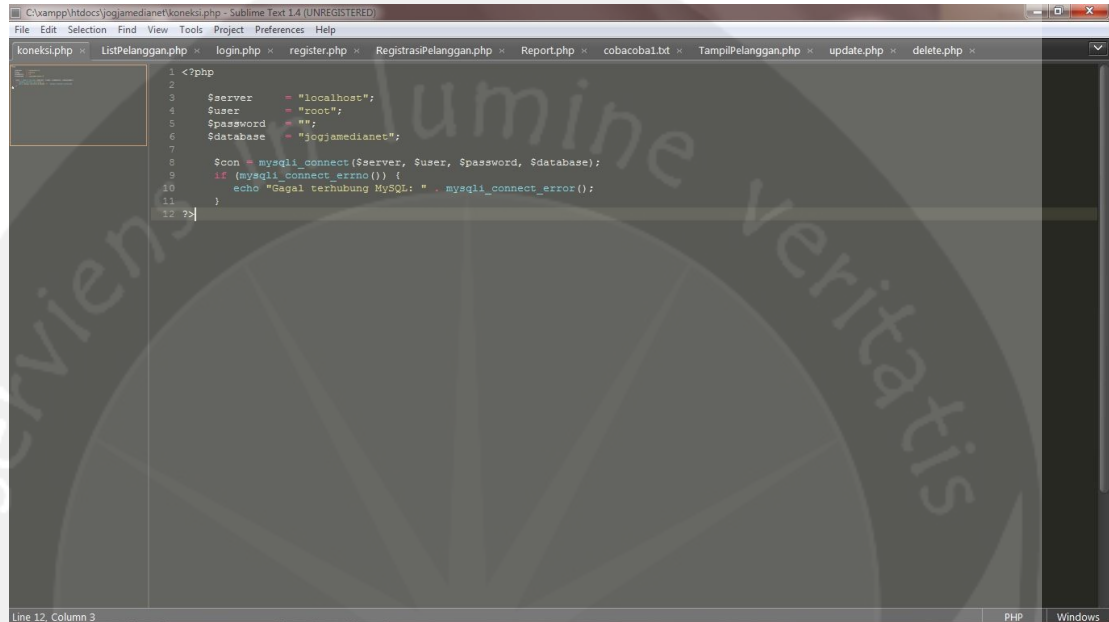 C:\xampp\htdocs\jogjamedianet\koneksi.php - Sublime Text 1.4 (UNREGISTERED)
File Edit Selection Find View Tools Project Preferences Help
koneksi.php × ListPelanggan.php × login.php × register.php × RegistrasiPelanggan.php × Report.php × cobacoba1.txt × TampilPelanggan.php × update.php × delete.php ×
1 <?php
2
3 $server = "localhost";
4 $user = "root";
5 $password = "";
6 $database = "jogjamedianet";
7
8 $con = mysqli_connect($server, $user, $password, $database);
9 if (mysqli_connect_errno()) {
10 echo "Gagal terhubung MySQL: " . mysqli_connect_error();
11 }
12 ?>
serviens in lumine veritatis
Line 12, Column 3 PHP Windows